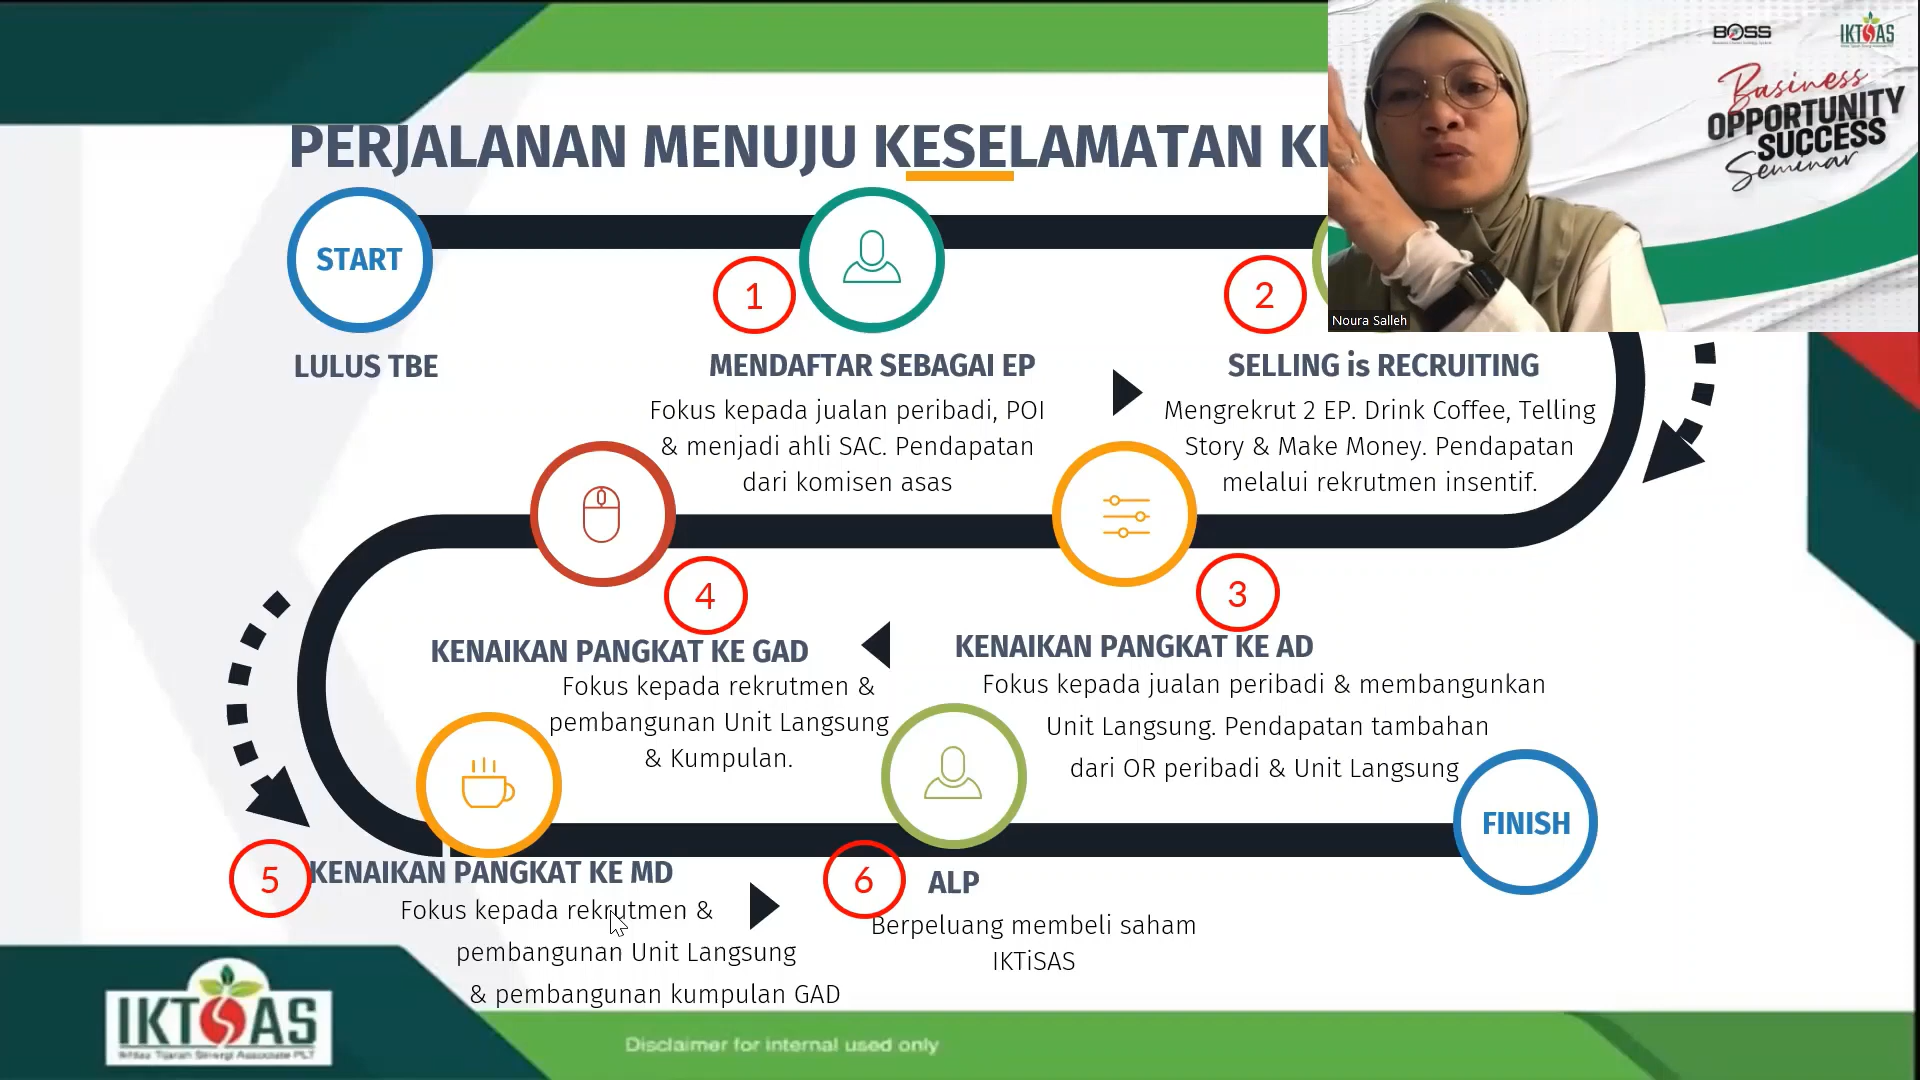 PERJALANAN MENUJU KESELAMATAN
BOSS
IKTiSAS
Business
OPPORTUNITY
SUCCESS
Seminar
Noura Salleh
START
LULUS TBE
1
MENDAFTAR SEBAGAI EP
Fokus kepada jualan peribadi, POI
& menjadi ahli SAC. Pendapatan
dari komisen asas
2
SELLING is RECRUITING
Mengrekrut 2 EP. Drink Coffee, Telling
Story & Make Money. Pendapatan
melalui rekrutmen insentif.
3
KENAIKAN PANGKAT KE AD
Fokus kepada jualan peribadi & membangunkan
Unit Langsung. Pendapatan tambahan
dari OR peribadi & Unit Langsung
4
KENAIKAN PANGKAT KE GAD
Fokus kepada rekrutmen &
pembangunan Unit Langsung
& Kumpulan.
5
KENAIKAN PANGKAT KE MD
Fokus kepada rekrutmen &
pembangunan Unit Langsung
& pembangunan kumpulan GAD
6
ALP
Berpeluang membeli saham
IKTiSAS
FINISH
IKTiSAS
Ikhtias Tijarah Sinergi Associate PLT
Disclaimer for internal used only